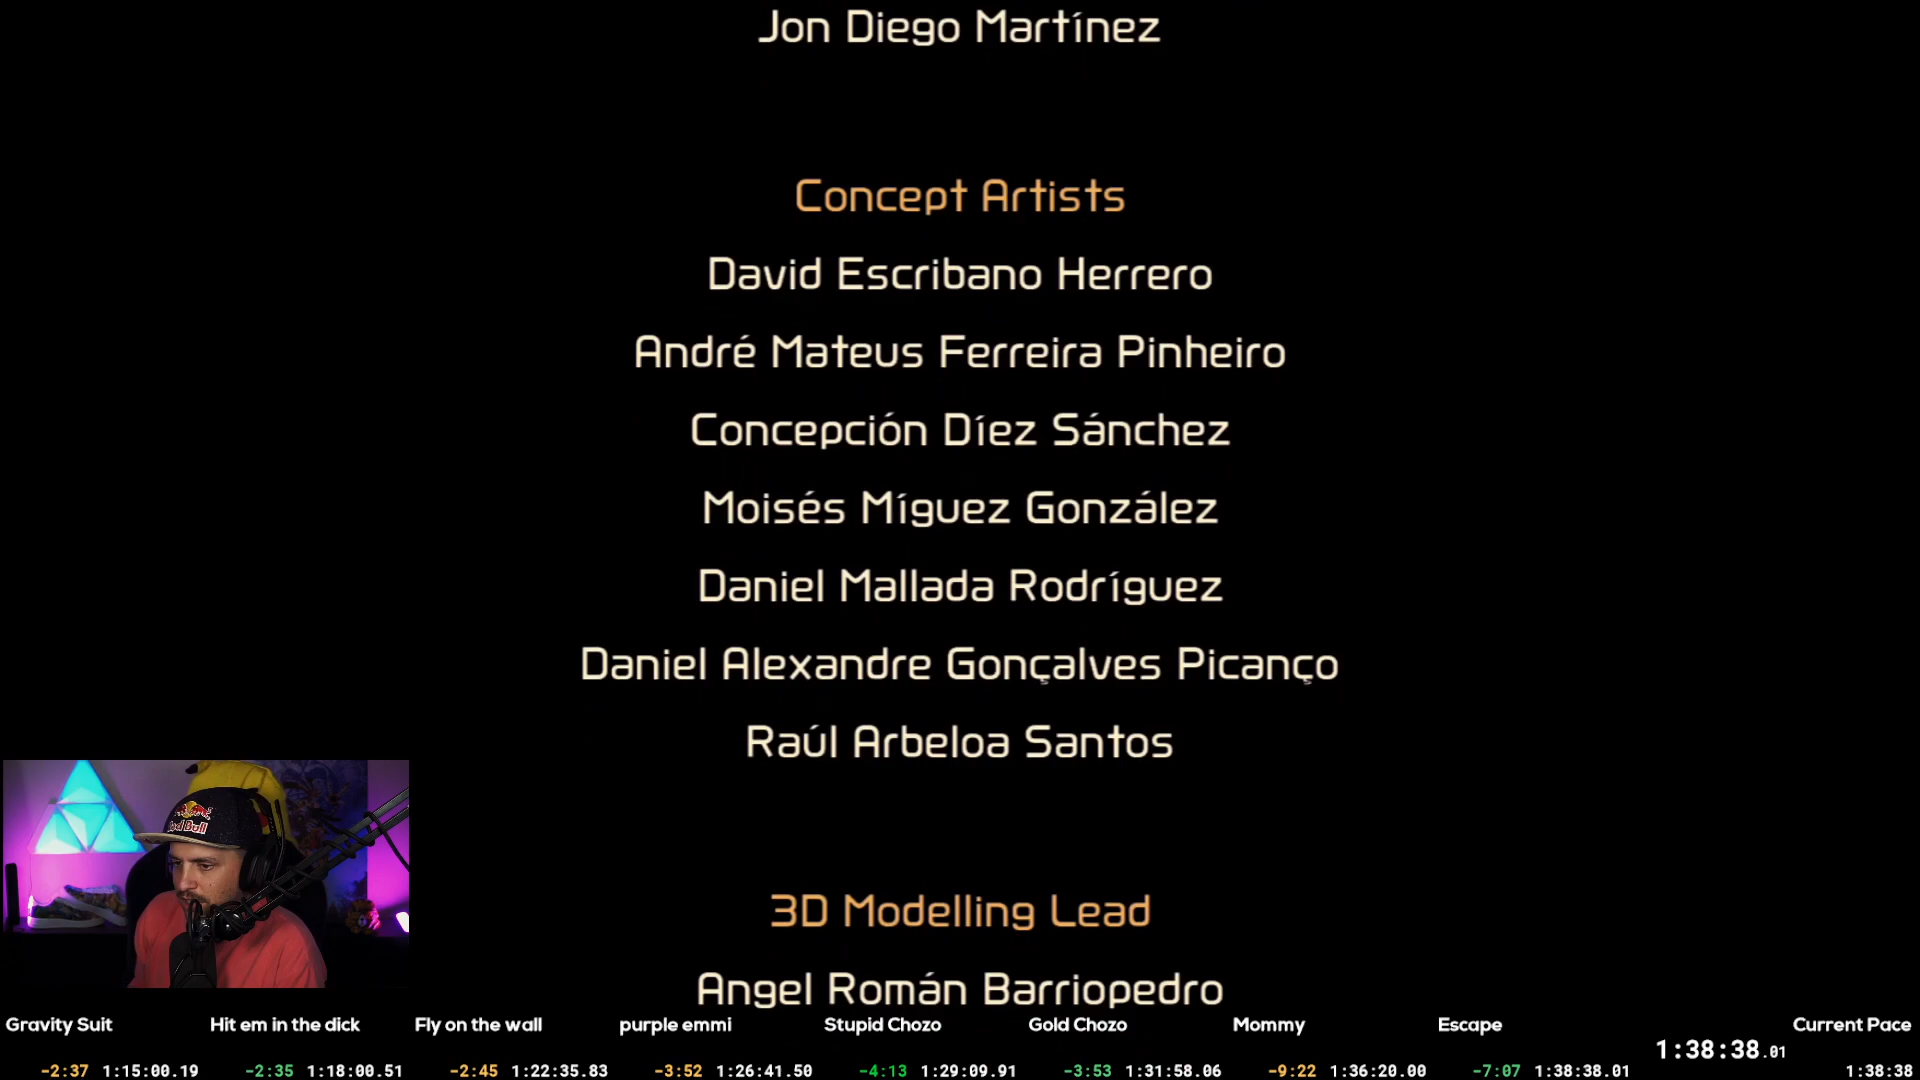 Jon Diego Martínez
Concept Artists
David Escribano Herrero
André Mateus Ferreira Pinheiro
Concepción Díez Sánchez
Moisés Míguez González
Daniel Mallada Rodríguez
Daniel Alexandre Gonçalves Picanço
Raúl Arbeloa Santos
Red Bull
3D Modelling Lead
Angel Román Barriopedro
Gravity Suit Hit em in the dick Fly on the wall purple emmi Stupid Chozo Gold Chozo Mommy Escape Current Pace
1:38:38.01
-2:37 1:15:00.19 -2:35 1:18:00.51 -2:45 1:22:35.83 -3:52 1:26:41.50 -4:13 1:29:09.91 -3:53 1:31:58.06 -9:22 1:36:20.00 -7:07 1:38:38.01 1:38:38